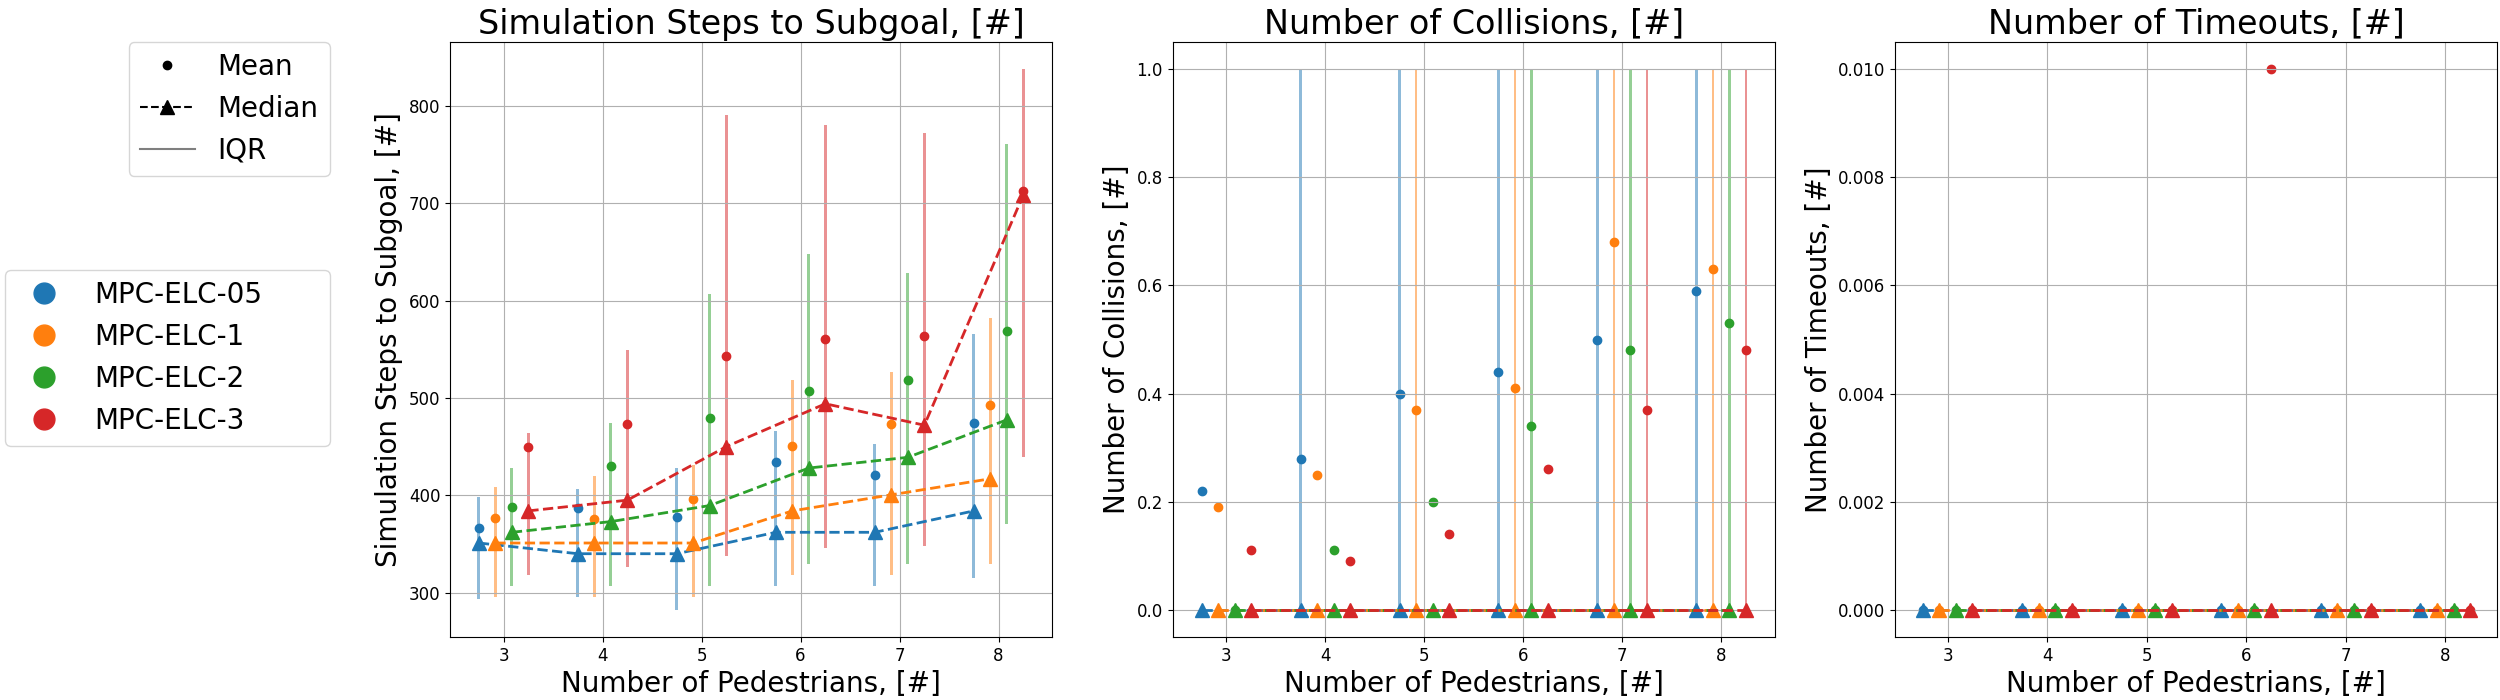 Mean
Median
IQR
MPC-ELC-05
MPC-ELC-1
MPC-ELC-2
MPC-ELC-3
Simulation Steps to Subgoal, [#]
Simulation Steps to Subgoal, [#]
800
700
600
500
400
300
3 4 5 6 7 8
Number of Pedestrians, [#]
Number of Collisions, [#]
Number of Collisions, [#]
1.0
0.8
0.6
0.4
0.2
0.0
3 4 5 6 7 8
Number of Pedestrians, [#]
Number of Timeouts, [#]
Number of Timeouts, [#]
0.010
0.008
0.006
0.004
0.002
0.000
3 4 5 6 7 8
Number of Pedestrians, [#]